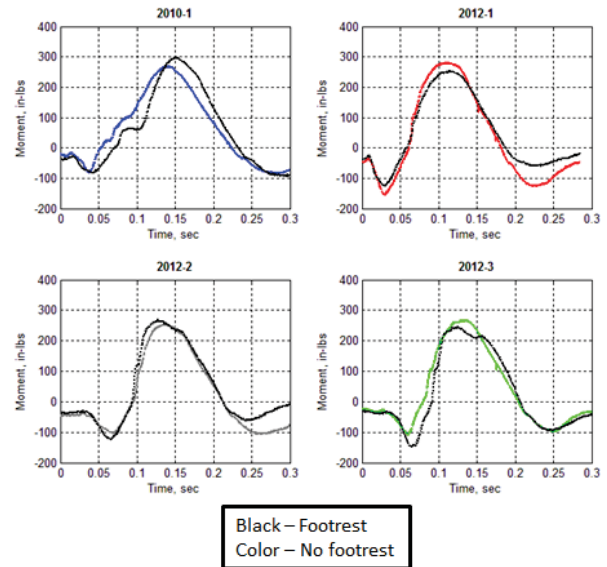 2010-1
Moment, in-lbs
400
300
200
100
0
-100
-200
0 0.05 0.1 0.15 0.2 0.25 0.3
Time, sec
2012-1
Moment, in-lbs
400
300
200
100
0
-100
-200
0 0.05 0.1 0.15 0.2 0.25 0.3
Time, sec
2012-2
Moment, in-lbs
400
300
200
100
0
-100
-200
0 0.05 0.1 0.15 0.2 0.25 0.3
Time, sec
2012-3
Moment, in-lbs
400
300
200
100
0
-100
-200
0 0.05 0.1 0.15 0.2 0.25 0.3
Time, sec
Black – Footrest
Color – No footrest